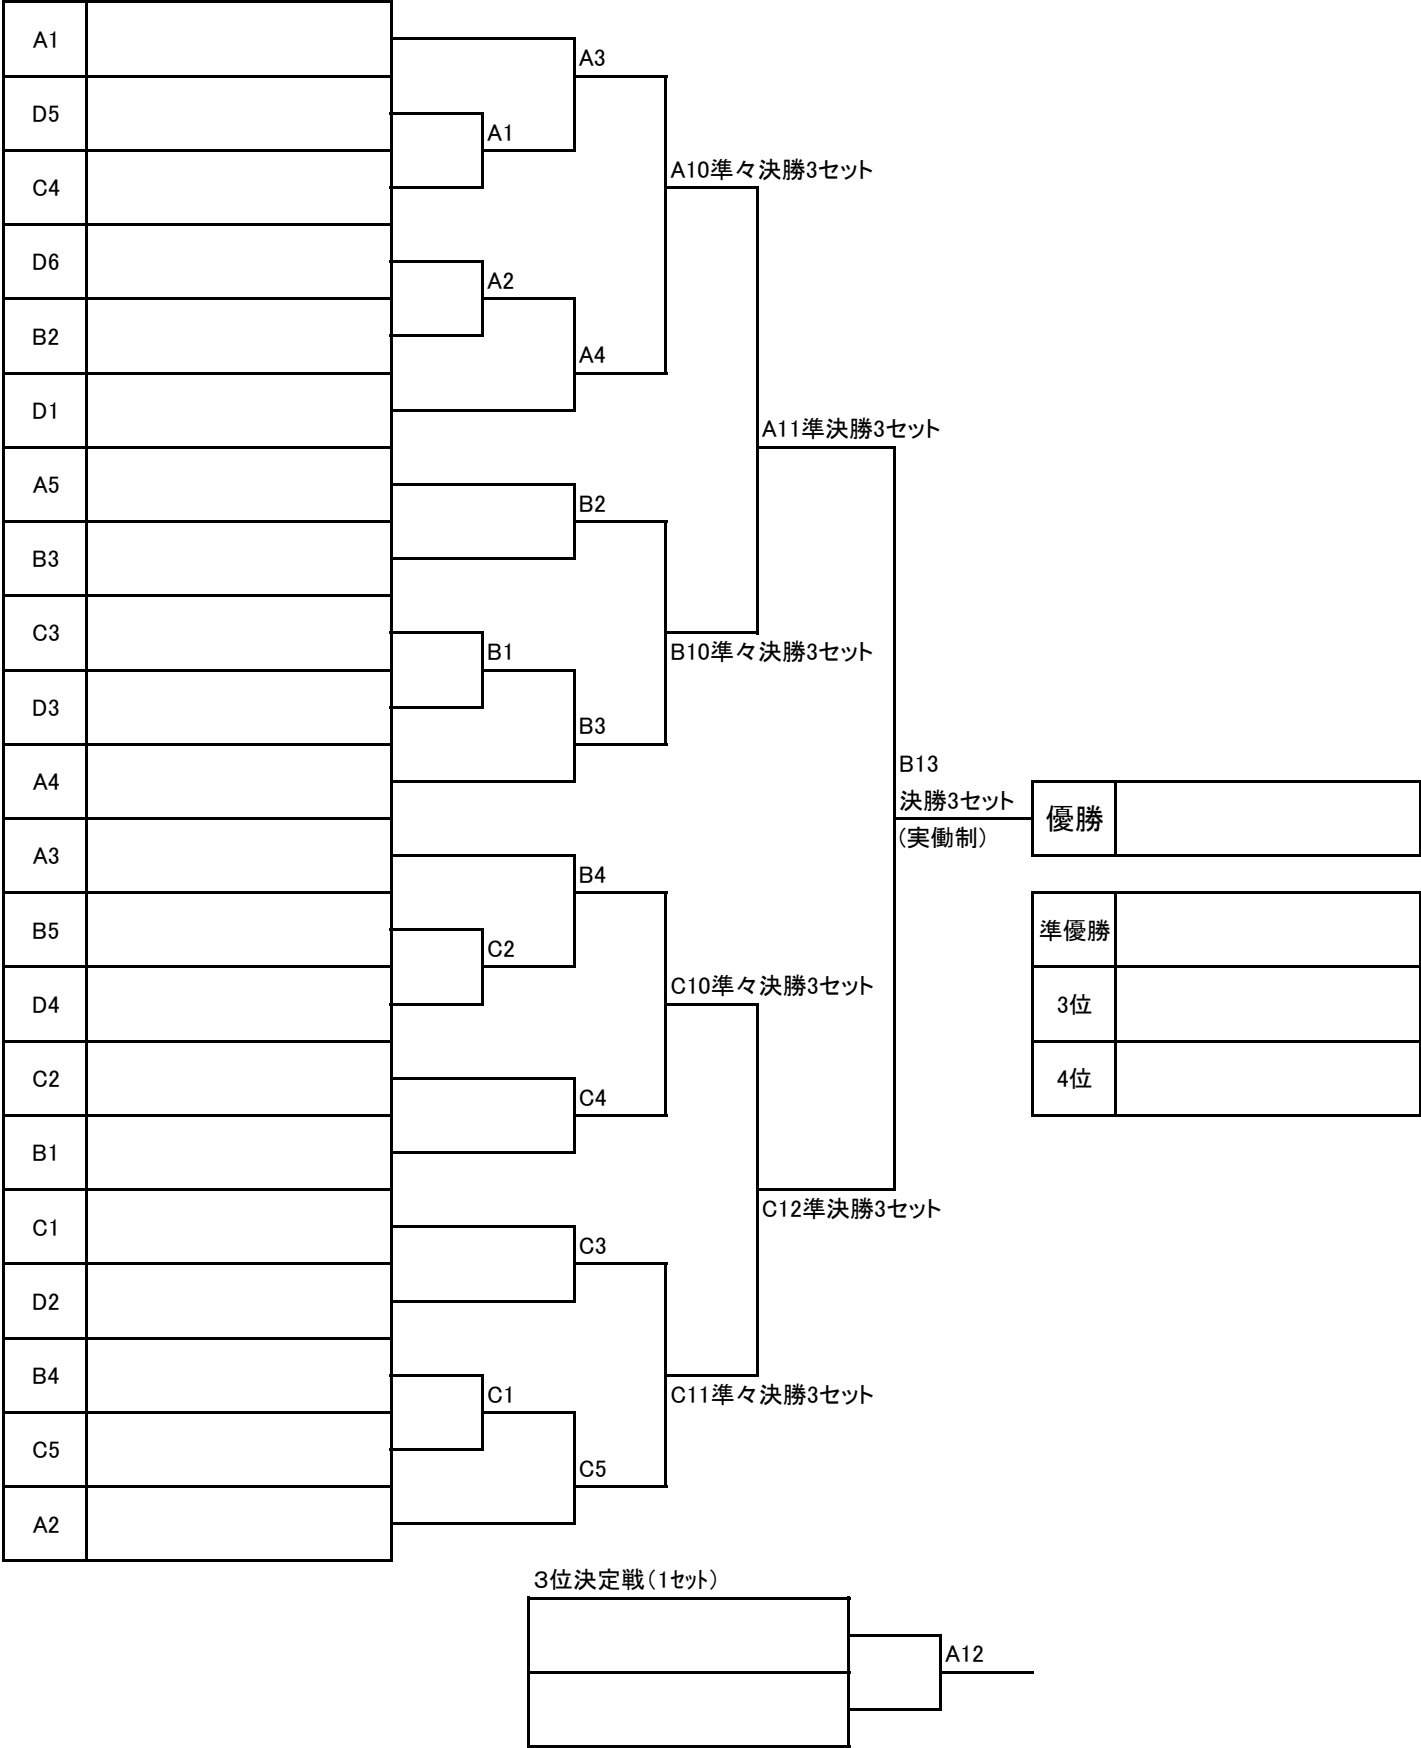 A1
A3
D5
A1
C4
A10準々決勝3セット
D6
A2
B2
A4
D1
A11準決勝3セット
A5
B2
B3
C3
B1
B10準々決勝3セット
D3
B3
A4
B13
決勝3セット
(実働制)
優勝
A3
B4
B5
準優勝
C2
C10準々決勝3セット
D4
3位
C2
4位
C4
B1
C12準決勝3セット
C1
C3
D2
B4
C1
C11準々決勝3セット
C5
C5
A2
3位決定戦(1セット)
A12